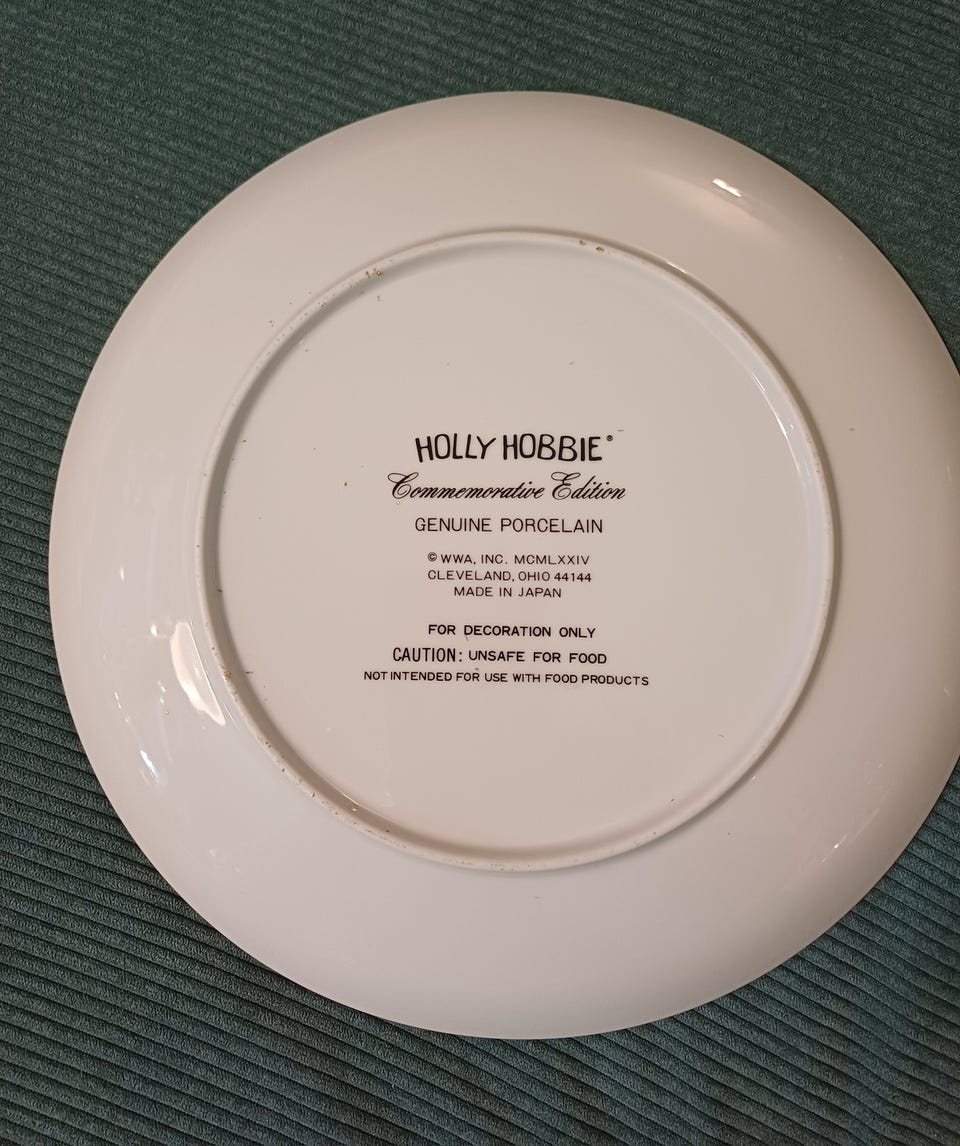 HOLLY HOBBIE®
Commemorative Edition
GENUINE PORCELAIN
© WWA, INC. MCMLXXIV
CLEVELAND, OHIO 44144
MADE IN JAPAN
FOR DECORATION ONLY
CAUTION: UNSAFE FOR FOOD
NOT INTENDED FOR USE WITH FOOD PRODUCTS